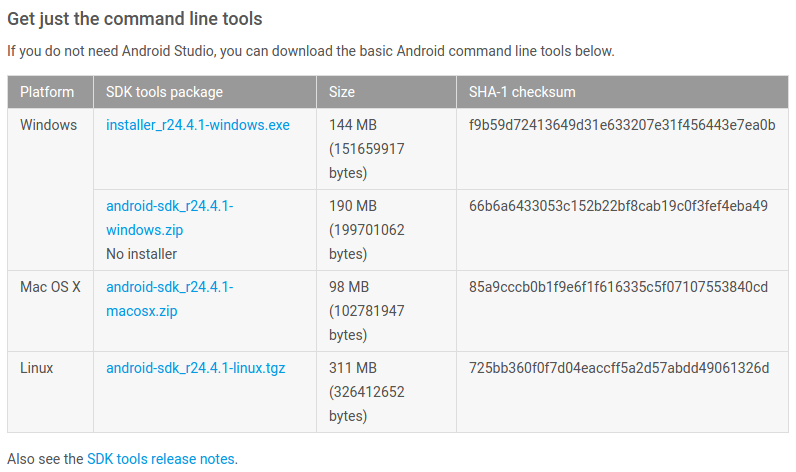 Get just the command line tools
If you do not need Android Studio, you can download the basic Android command line tools below.
Platform SDK tools package Size SHA-1 checksum
Windows installer_r24.4.1-windows.exe 144 MB f9b59d72413649d31e633207e31f456443e7ea0b
(151659917
bytes)
android-sdk_r24.4.1- 190 MB 66b6a6433053c152b22bf8cab19c0f3fef4eba49
windows.zip (199701062
No installer bytes)
Mac OS X android-sdk_r24.4.1- 98 MB 85a9cccb0b1f9e6f1f616335c5f07107553840cd
macosx.zip (102781947
bytes)
Linux android-sdk_r24.4.1-linux.tgz 311 MB 725bb360f0f7d04eaccff5a2d57abdd49061326d
(326412652
bytes)
Also see the SDK tools release notes.